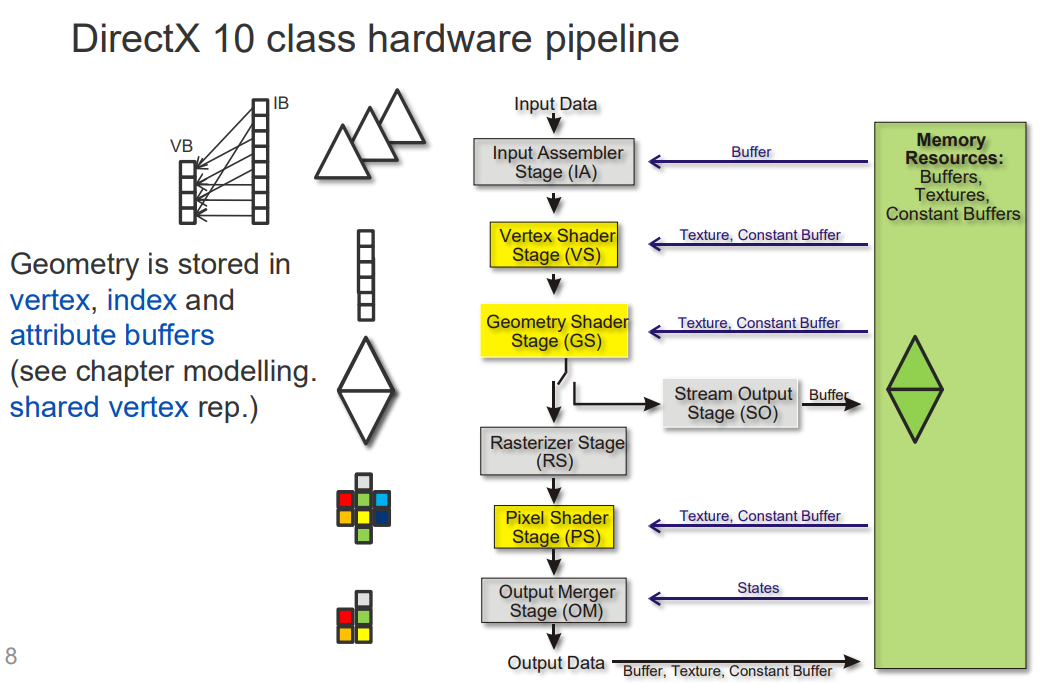 DirectX 10 class hardware pipeline
IB
VB
Geometry is stored in
vertex, index and
attribute buffers
(see chapter modelling.
shared vertex rep.)
Input Data
Input Assembler
Stage (IA)
Buffer
Vertex Shader
Stage (VS)
Texture, Constant Buffer
Geometry Shader
Stage (GS)
Texture, Constant Buffer
Stream Output
Stage (SO)
Buffer
Rasterizer Stage
(RS)
Pixel Shader
Stage (PS)
Texture, Constant Buffer
Output Merger
Stage (OM)
States
Output Data
Buffer, Texture, Constant Buffer
Memory
Resources:
Buffers,
Textures,
Constant Buffers
8